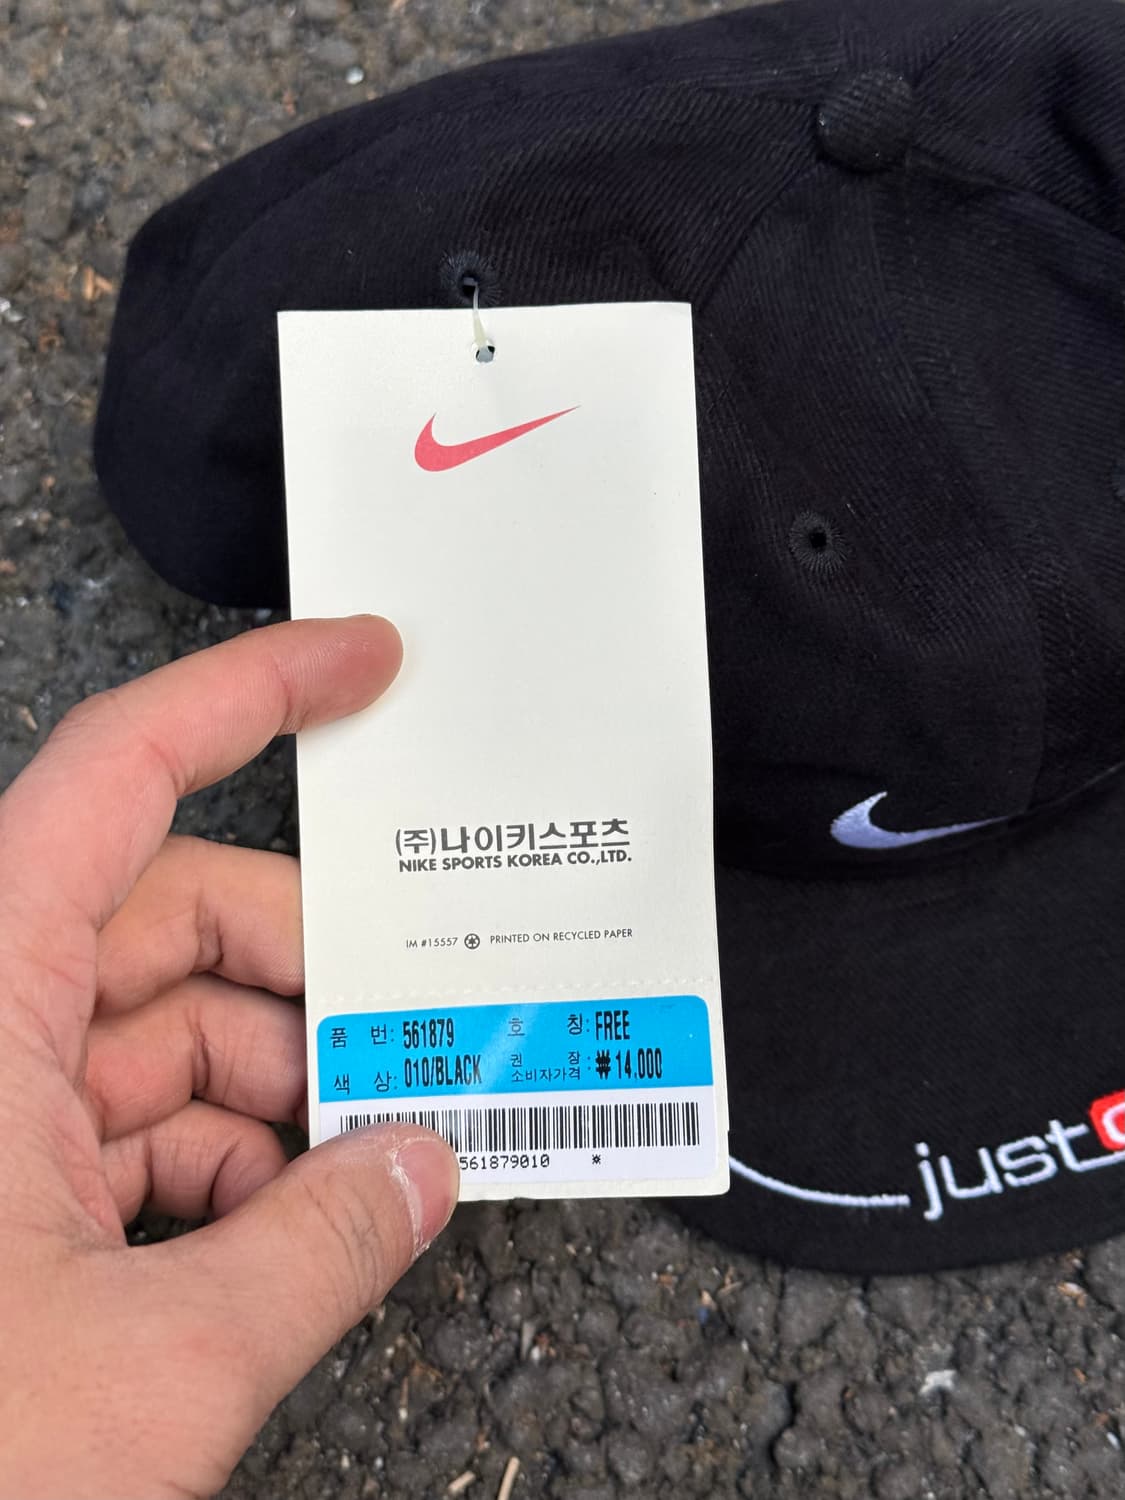 (주)나이키스포츠
NIKE SPORTS KOREA CO.,LTD.
IM #15557 PRINTED ON RECYCLED PAPER
품 번: 561879 호 칭: FREE
색 상: 010/BLACK 권 장 소비자가격 : ₩ 14,000
561879010 *
just